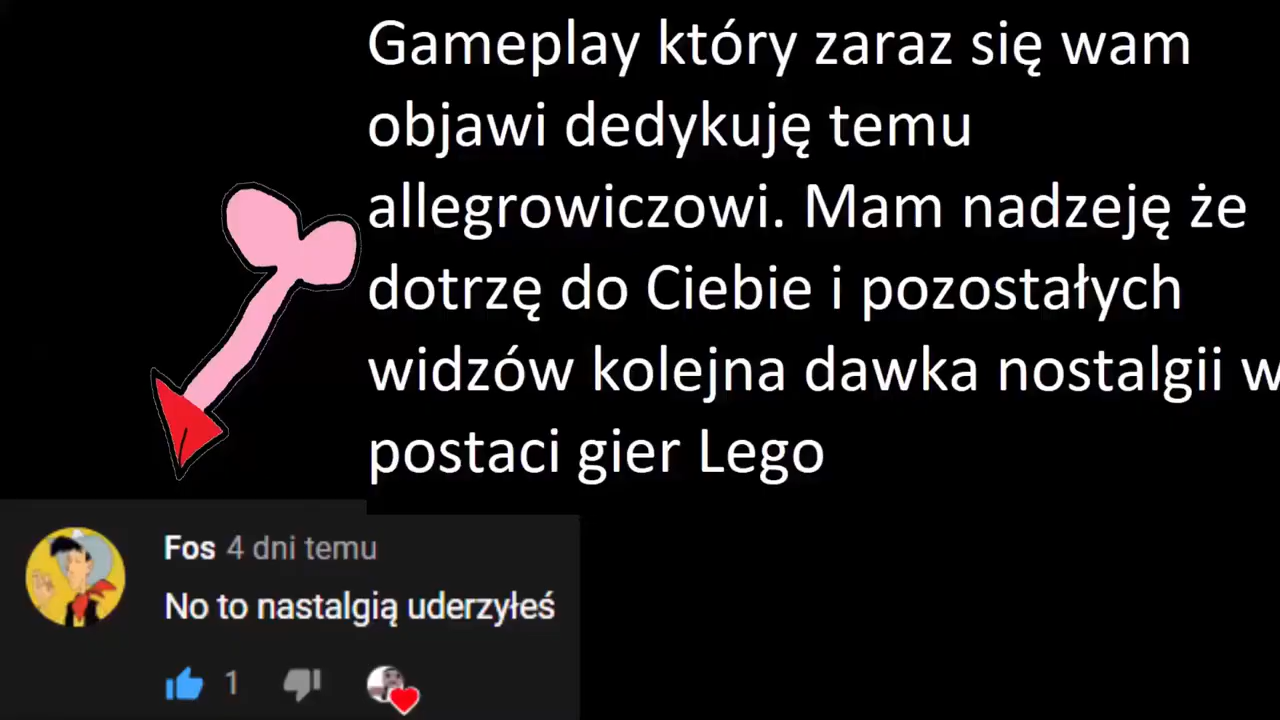 Gameplay który zaraz się wam
objawi dedykuję temu
allegrowiczowi. Mam nadzeję że
dotrzę do Ciebie i pozostałych
widzów kolejna dawka nostalgii w
postaci gier Lego
Fos 4 dni temu
No to nastalgią uderzyłeś
1